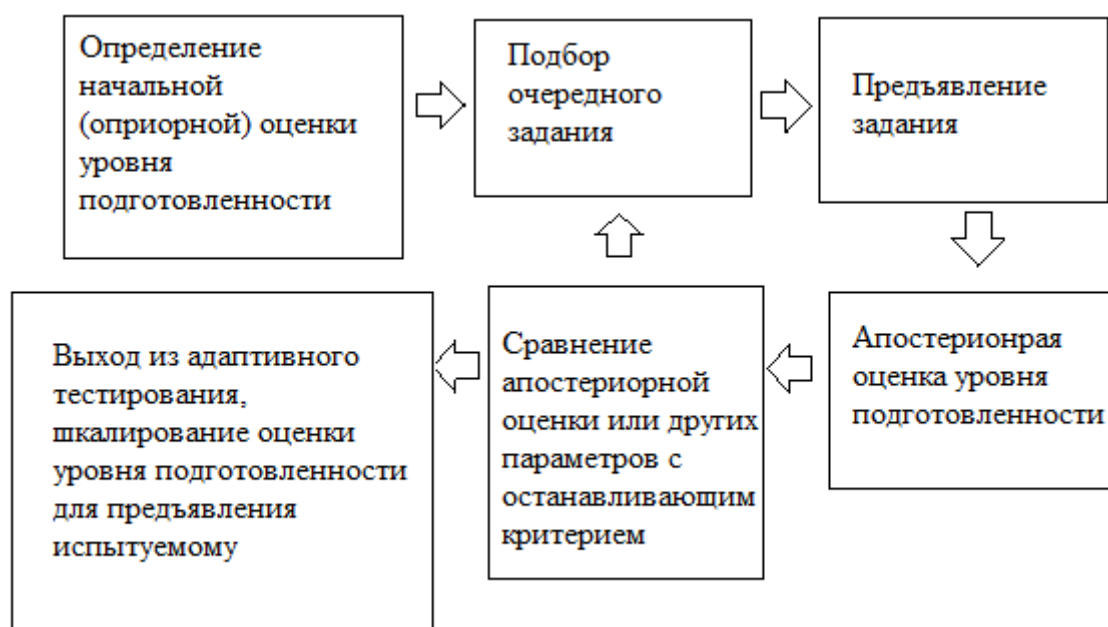 Определение
начальной
(оприорной) оценки
уровня
подготовленности
Подбор
очередного
задания
Предъявление
задания
Апостерионрая
оценка уровня
подготовленности
Сравнение
апостериорной
оценки или других
параметров с
останавливающим
критерием
Выход из адаптивного
тестирования,
шкалирование оценки
уровня подготовленности
для предъявления
испытуемому